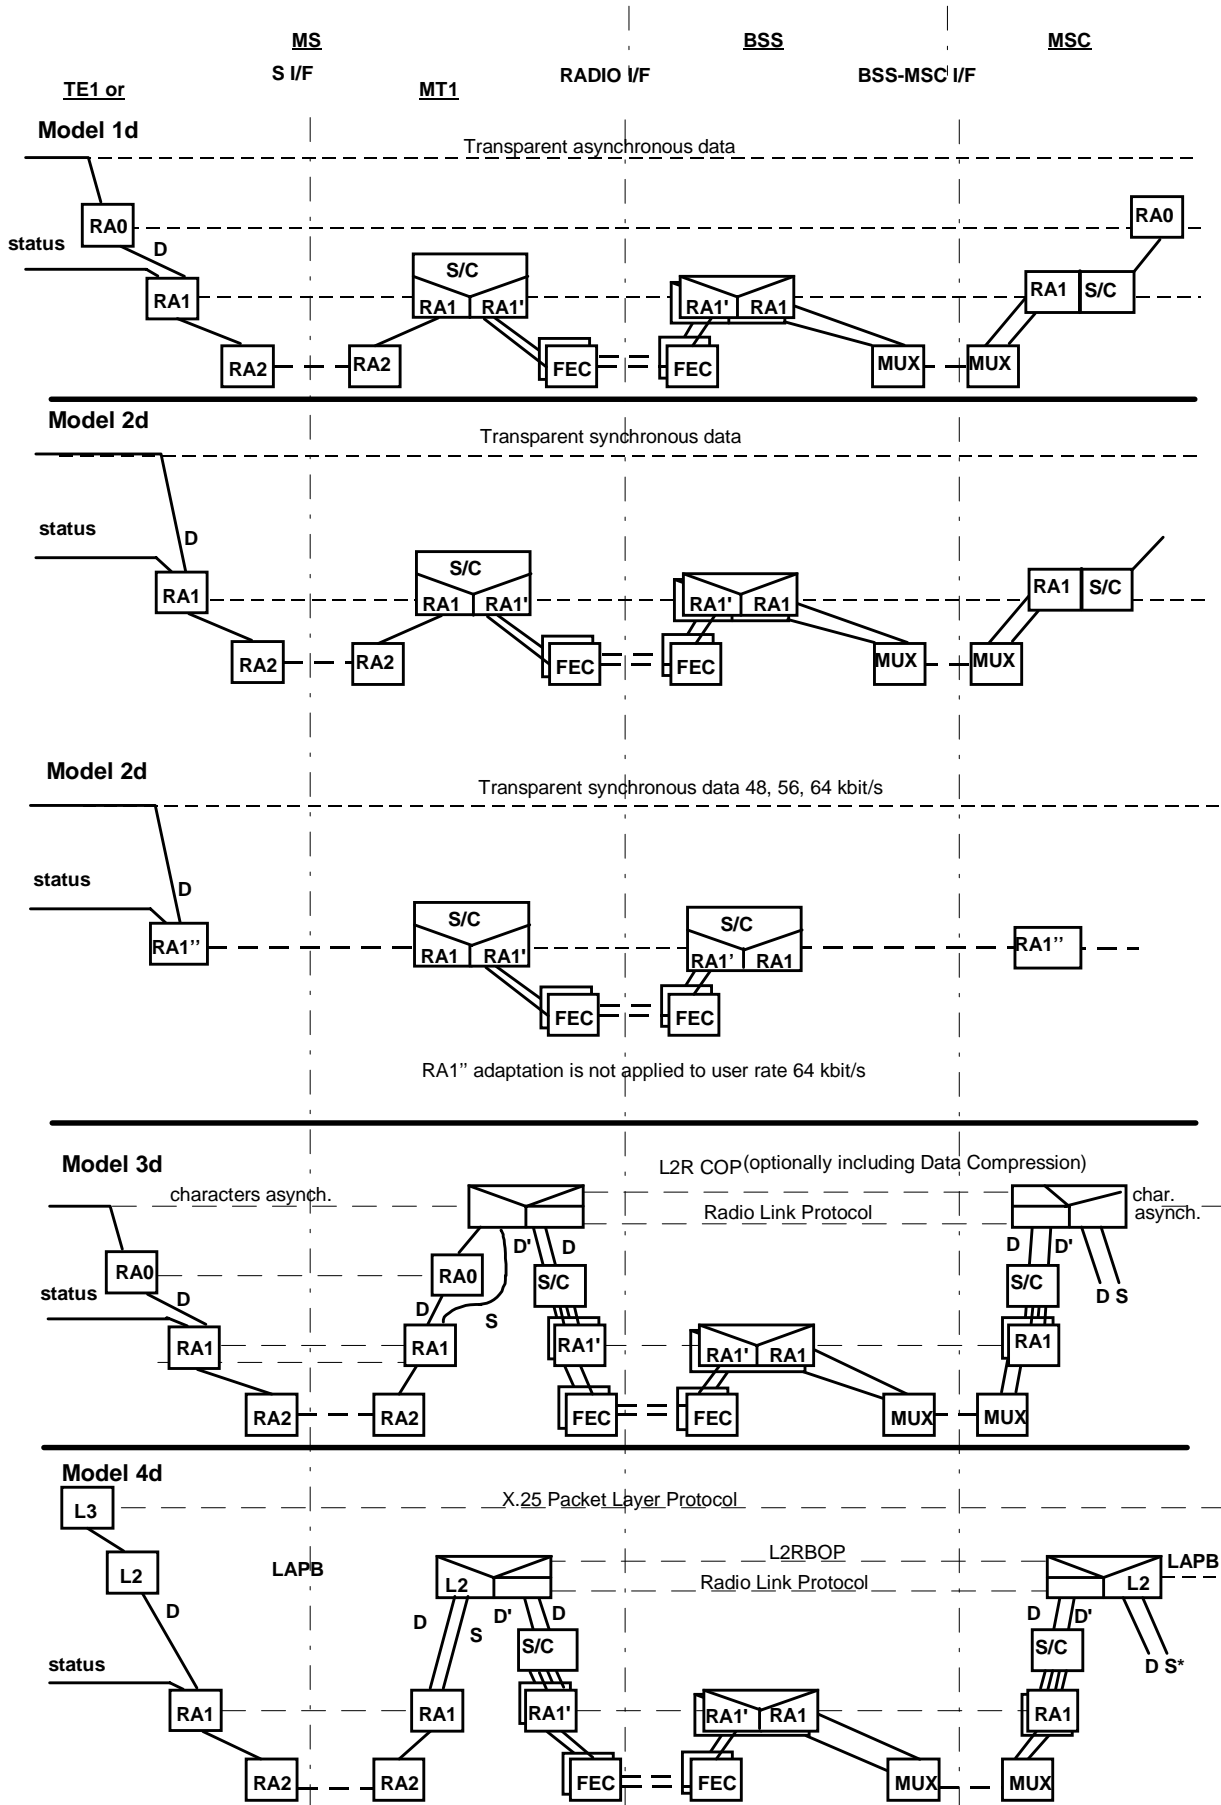 MS
BSS
MSC
S I/F
RADIO I/F
BSS-MSC I/F
TE1 or
MT1
Model 1d
Transparent asynchronous data
RA0
RA0
status
D
S/C
RA1
RA1
RA1'
RA1'
RA1
RA1
S/C
RA2
RA2
FEC
FEC
MUX
MUX
Model 2d
Transparent synchronous data
status
D
S/C
RA1
RA1
RA1'
RA1'
RA1
RA1
S/C
RA2
RA2
FEC
FEC
MUX
MUX
Model 2d
Transparent synchronous data 48, 56, 64 kbit/s
status
D
S/C
S/C
RA1’’
RA1
RA1'
RA1’
RA1
RA1’’
FEC
FEC
RA1’’ adaptation is not applied to user rate 64 kbit/s
Model 3d
L2R COP (optionally including Data Compression)
characters asynch.
char.
asynch.
Radio Link Protocol
D'
D
D
D'
RA0
RA0
S/C
S/C
status
D
D
S
D S
RA1
RA1
RA1'
RA1'
RA1
RA1
RA2
RA2
FEC
FEC
MUX
MUX
Model 4d
L3
X.25 Packet Layer Protocol
L2
LAPB
L2RBOP
LAPB
L2
Radio Link Protocol
L2
D
D
S
D'
D
D
D'
S/C
S/C
status
D S*
RA1
RA1
RA1'
RA1'
RA1
RA1
RA2
RA2
FEC
FEC
MUX
MUX